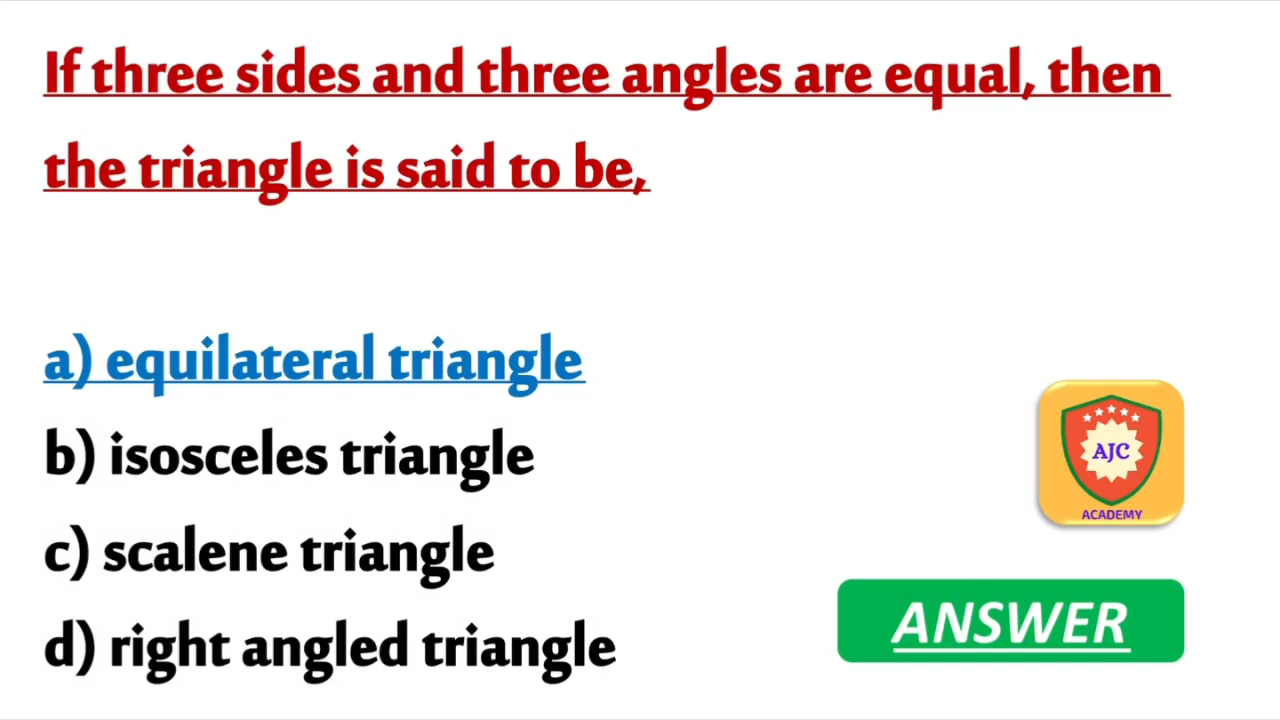 If three sides and three angles are equal, then
the triangle is said to be,
a) equilateral triangle
b) isosceles triangle
c) scalene triangle
d) right angled triangle
AJC
ACADEMY
ANSWER